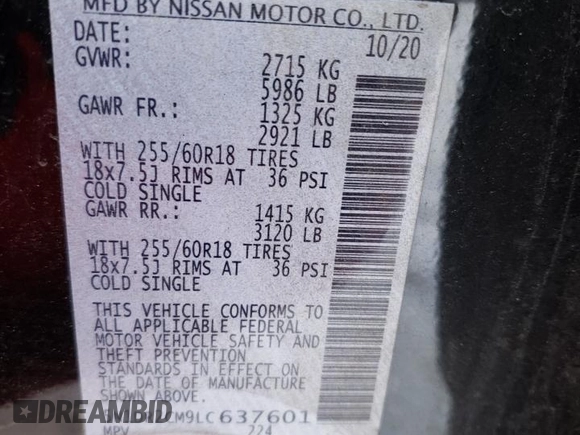 MFD BY NISSAN MOTOR CO., LTD.
DATE: 10/20
GVWR: 2715 KG
5986 LB
GAWR FR.: 1325 KG
2921 LB
WITH 255/60R18 TIRES
18x7.5J RIMS AT 36 PSI
COLD SINGLE
GAWR RR.: 1415 KG
3120 LB
WITH 255/60R18 TIRES
18x7.5J RIMS AT 36 PSI
COLD SINGLE
THIS VEHICLE CONFORMS TO
ALL APPLICABLE FEDERAL
MOTOR VEHICLE SAFETY AND
THEFT PREVENTION
STANDARDS IN EFFECT ON
THE DATE OF MANUFACTURE
M9LC637601
MPV 224
DREAMBID